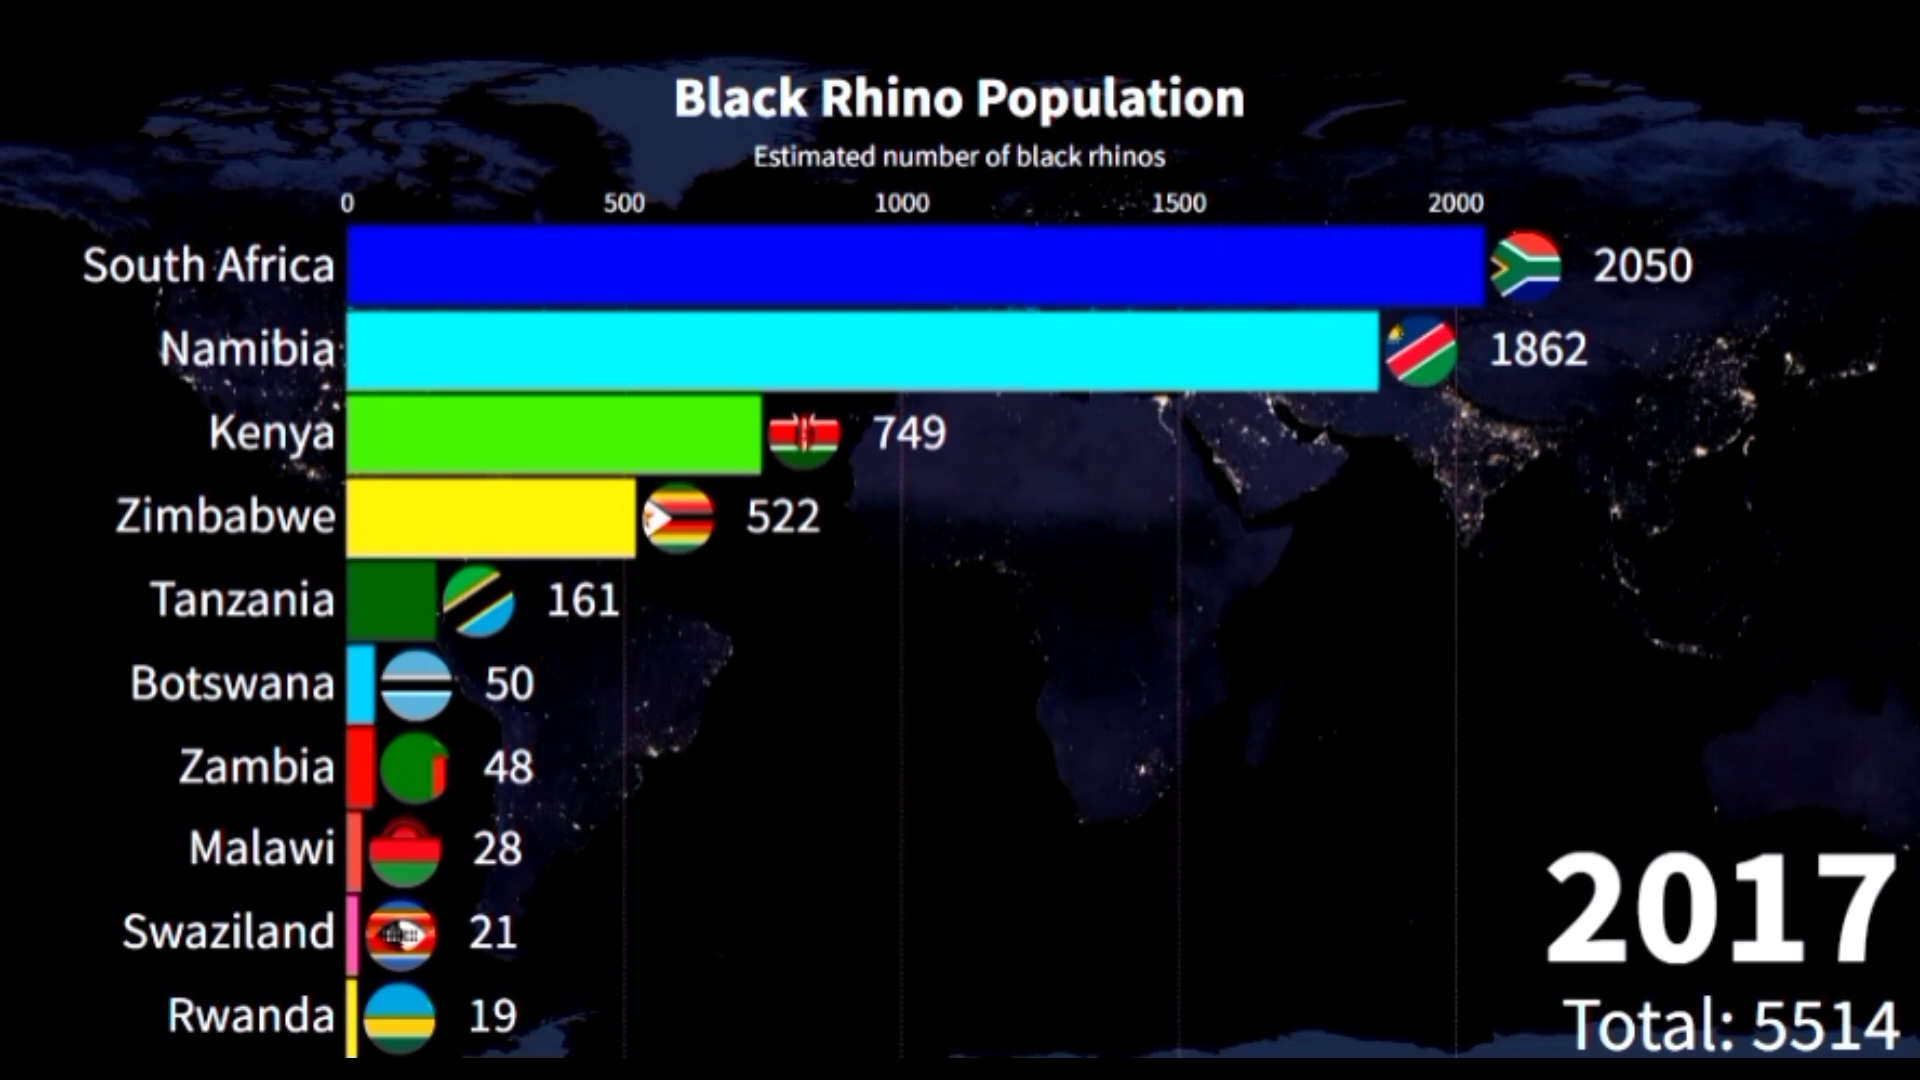 Black Rhino Population
Estimated number of black rhinos
0 500 1000 1500 2000
South Africa 2050
Namibia 1862
Kenya 749
Zimbabwe 522
Tanzania 161
Botswana 50
Zambia 48
Malawi 28
Swaziland 21
Rwanda 19
2017
Total: 5514